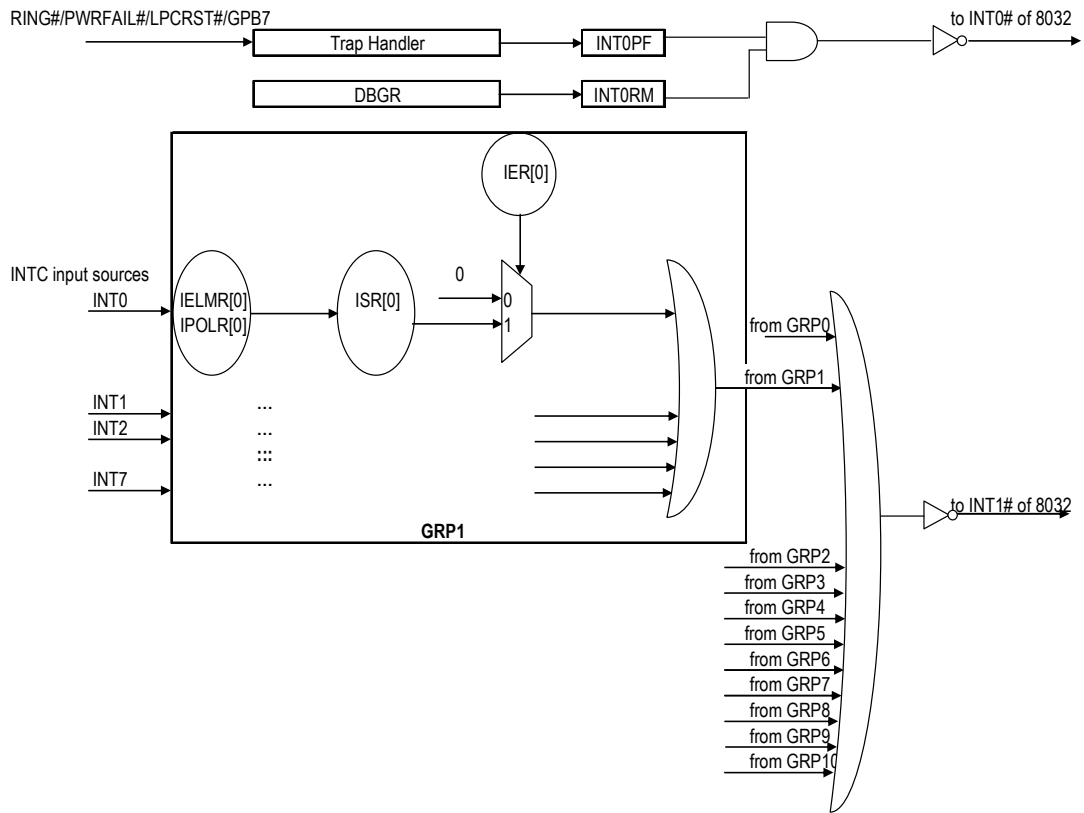 RING#/PWRFAIL#/LPCRST#/GPB7
to INT0# of 8032
Trap Handler
INT0PF
DBGR
INT0RM
IER[0]
INTC input sources
INT0
IELMR[0]
IPOLR[0]
ISR[0]
0
0
1
from GRP0
from GRP1
INT1
...
INT2
...
:::
INT7
...
GRP1
to INT1# of 8032
from GRP2
from GRP3
from GRP4
from GRP5
from GRP6
from GRP7
from GRP8
from GRP9
from GRP10